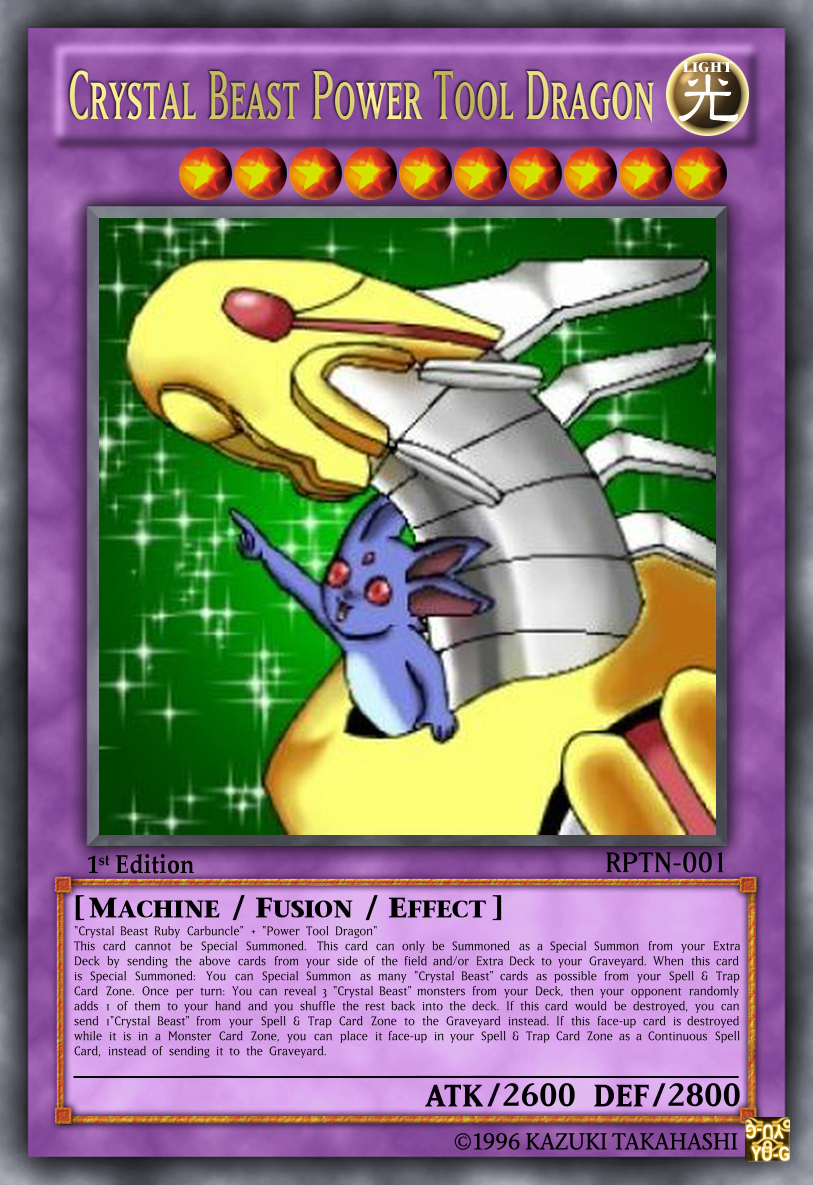 CRYSTAL BEAST POWER TOOL DRAGON
LIGHT
光
1st Edition
RPTN-001
[ MACHINE / FUSION / EFFECT ]
"Crystal Beast Ruby Carbuncle" + "Power Tool Dragon"
This card cannot be Special Summoned. This card can only be Summoned as a Special Summon from your Extra
Deck by sending the above cards from your side of the field and/or Extra Deck to your Graveyard. When this card
is Special Summoned: You can Special Summon as many "Crystal Beast" cards as possible from your Spell & Trap
Card Zone. Once per turn: You can reveal 3 "Crystal Beast" monsters from your Deck, then your opponent randomly
adds 1 of them to your hand and you shuffle the rest back into the deck. If this card would be destroyed, you can
send 1"Crystal Beast" from your Spell & Trap Card Zone to the Graveyard instead. If this face-up card is destroyed
while it is in a Monster Card Zone, you can place it face-up in your Spell & Trap Card Zone as a Continuous Spell
Card, instead of sending it to the Graveyard.
ATK/2600 DEF/2800
©1996 KAZUKI TAKAHASHI